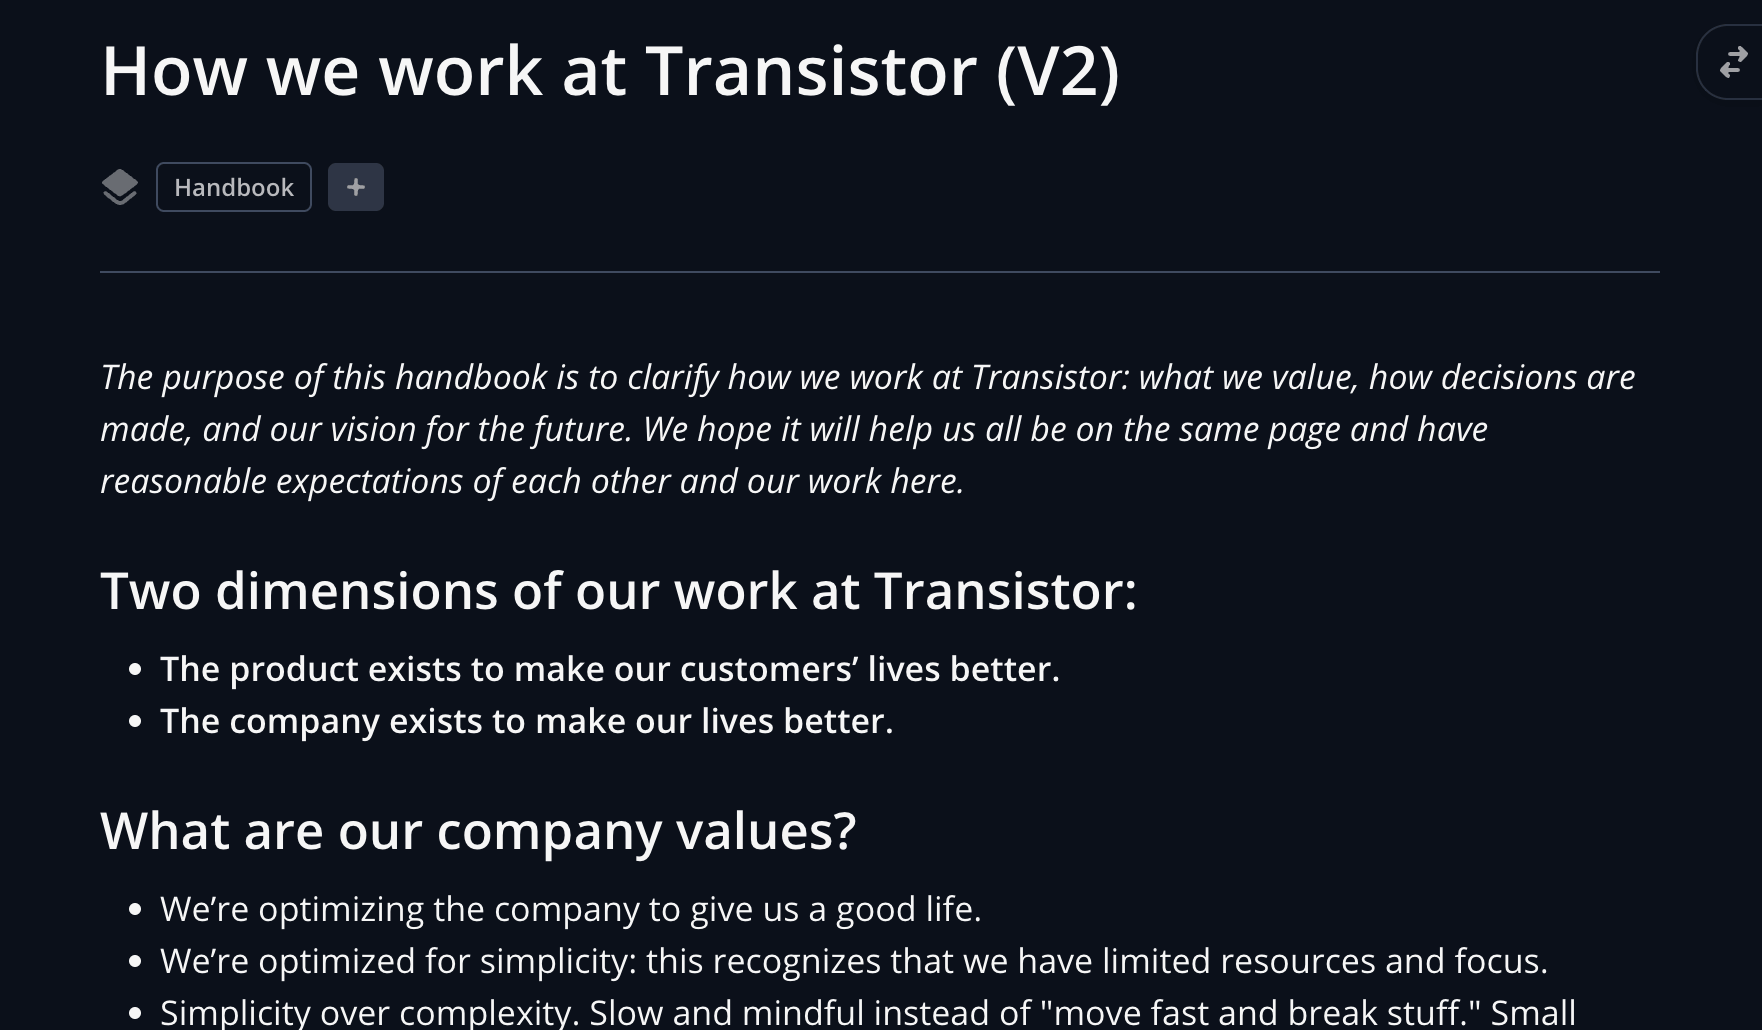 How we work at Transistor (V2)
Handbook
+
The purpose of this handbook is to clarify how we work at Transistor: what we value, how decisions are
made, and our vision for the future. We hope it will help us all be on the same page and have
reasonable expectations of each other and our work here.
Two dimensions of our work at Transistor:
• The product exists to make our customers’ lives better.
• The company exists to make our lives better.
What are our company values?
• We’re optimizing the company to give us a good life.
• We’re optimized for simplicity: this recognizes that we have limited resources and focus.
• Simplicity over complexity. Slow and mindful instead of "move fast and break stuff." Small